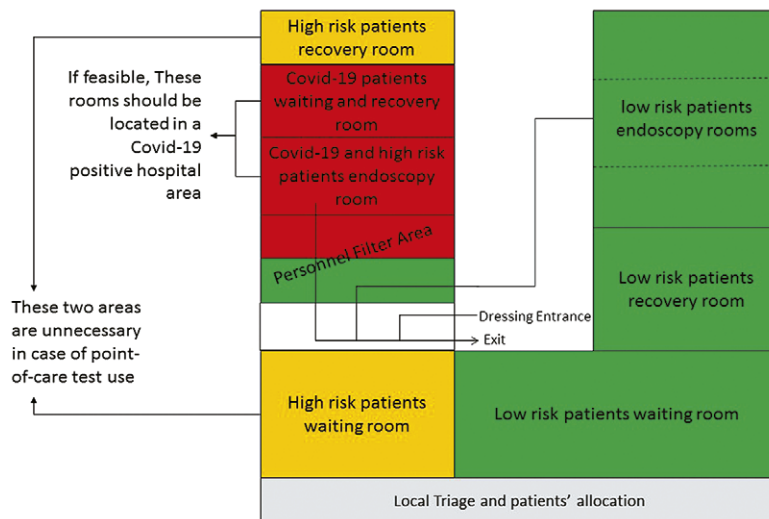 High risk patients
recovery room
If feasible, These
rooms should be
located in a
Covid-19
positive hospital
area
Covid-19 patients
waiting and recovery
room
Covid-19 and high risk
patients endoscopy
room
Personnel Filter Area
low risk patients
endoscopy rooms
Low risk patients
recovery room
These two areas
are unnecessary
in case of point-
of-care test use
Dressing Entrance
Exit
High risk patients
waiting room
Low risk patients waiting room
Local Triage and patients’ allocation